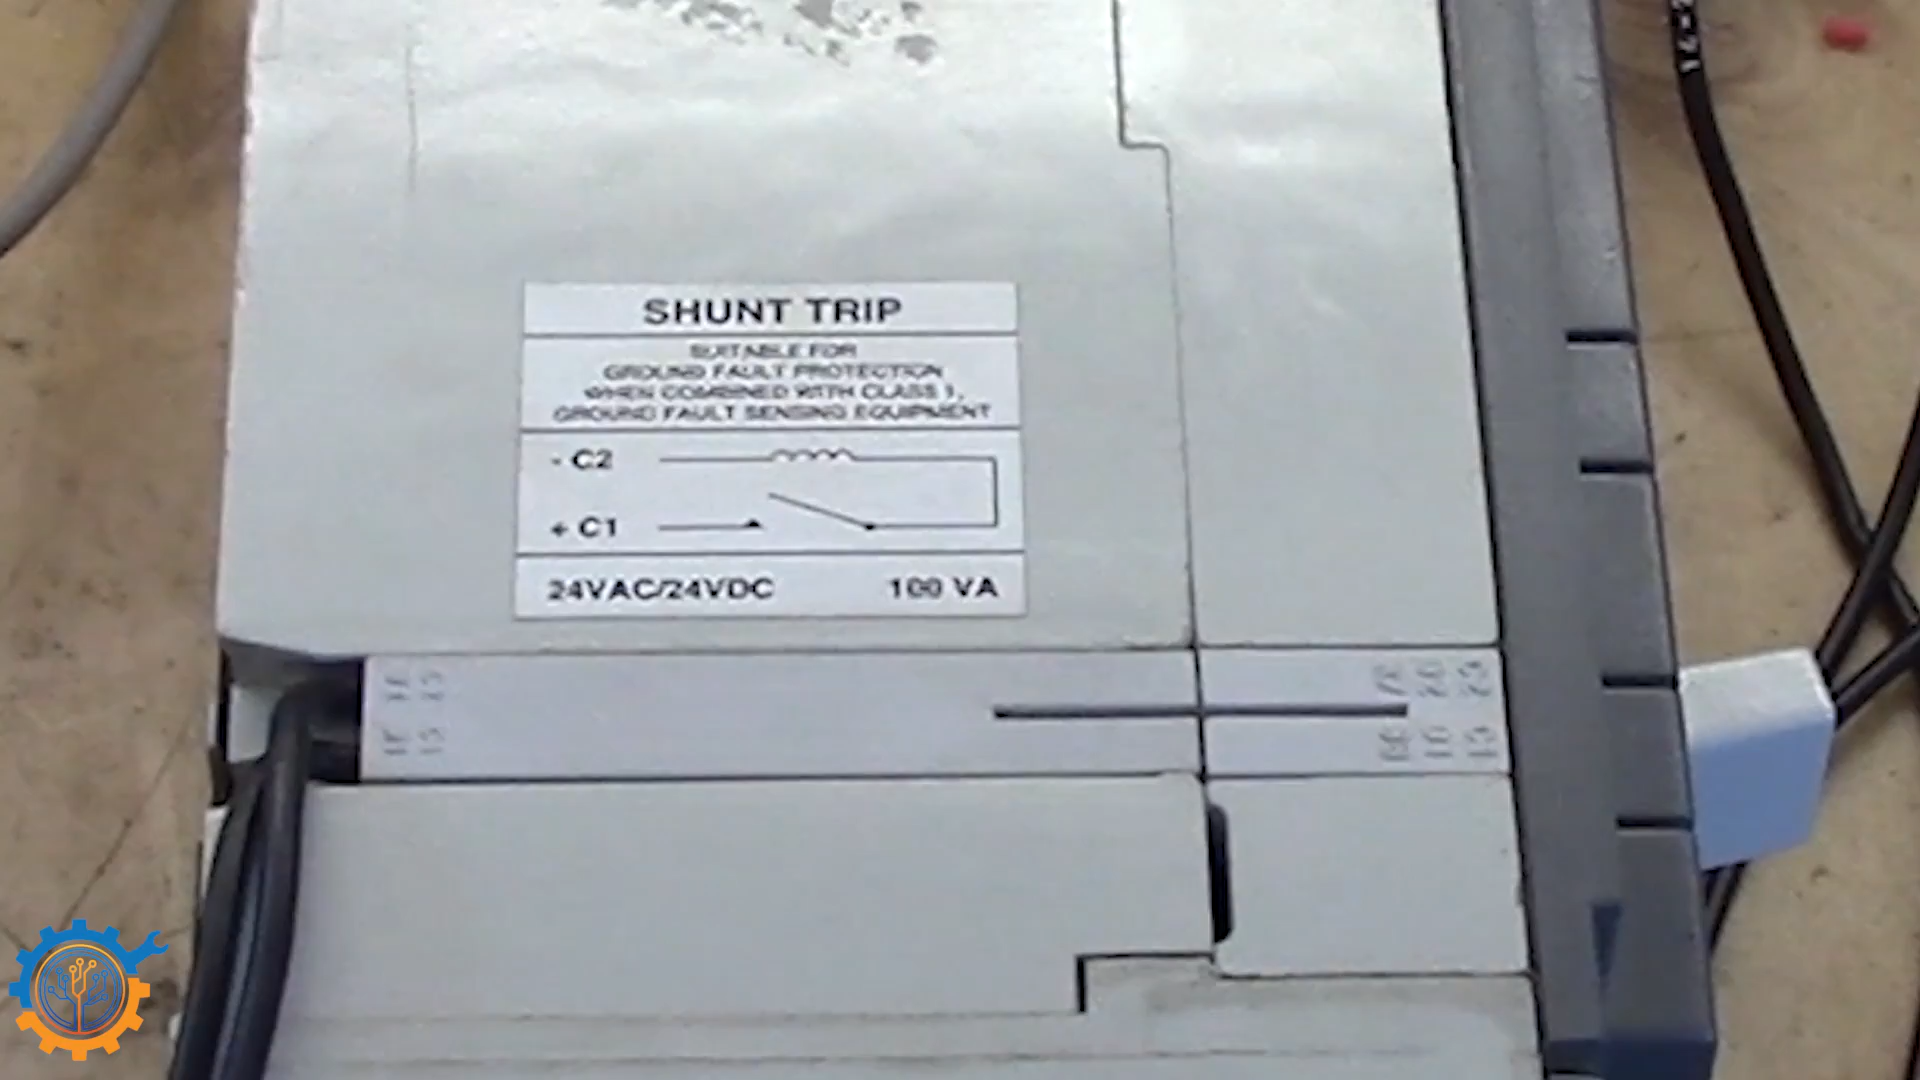 SHUNT TRIP
SUITABLE FOR
GROUND FAULT PROTECTION
WHEN COMBINED WITH CLASS 1,
GROUND FAULT SENSING EQUIPMENT
- C2
+ C1
24VAC/24VDC 100 VA